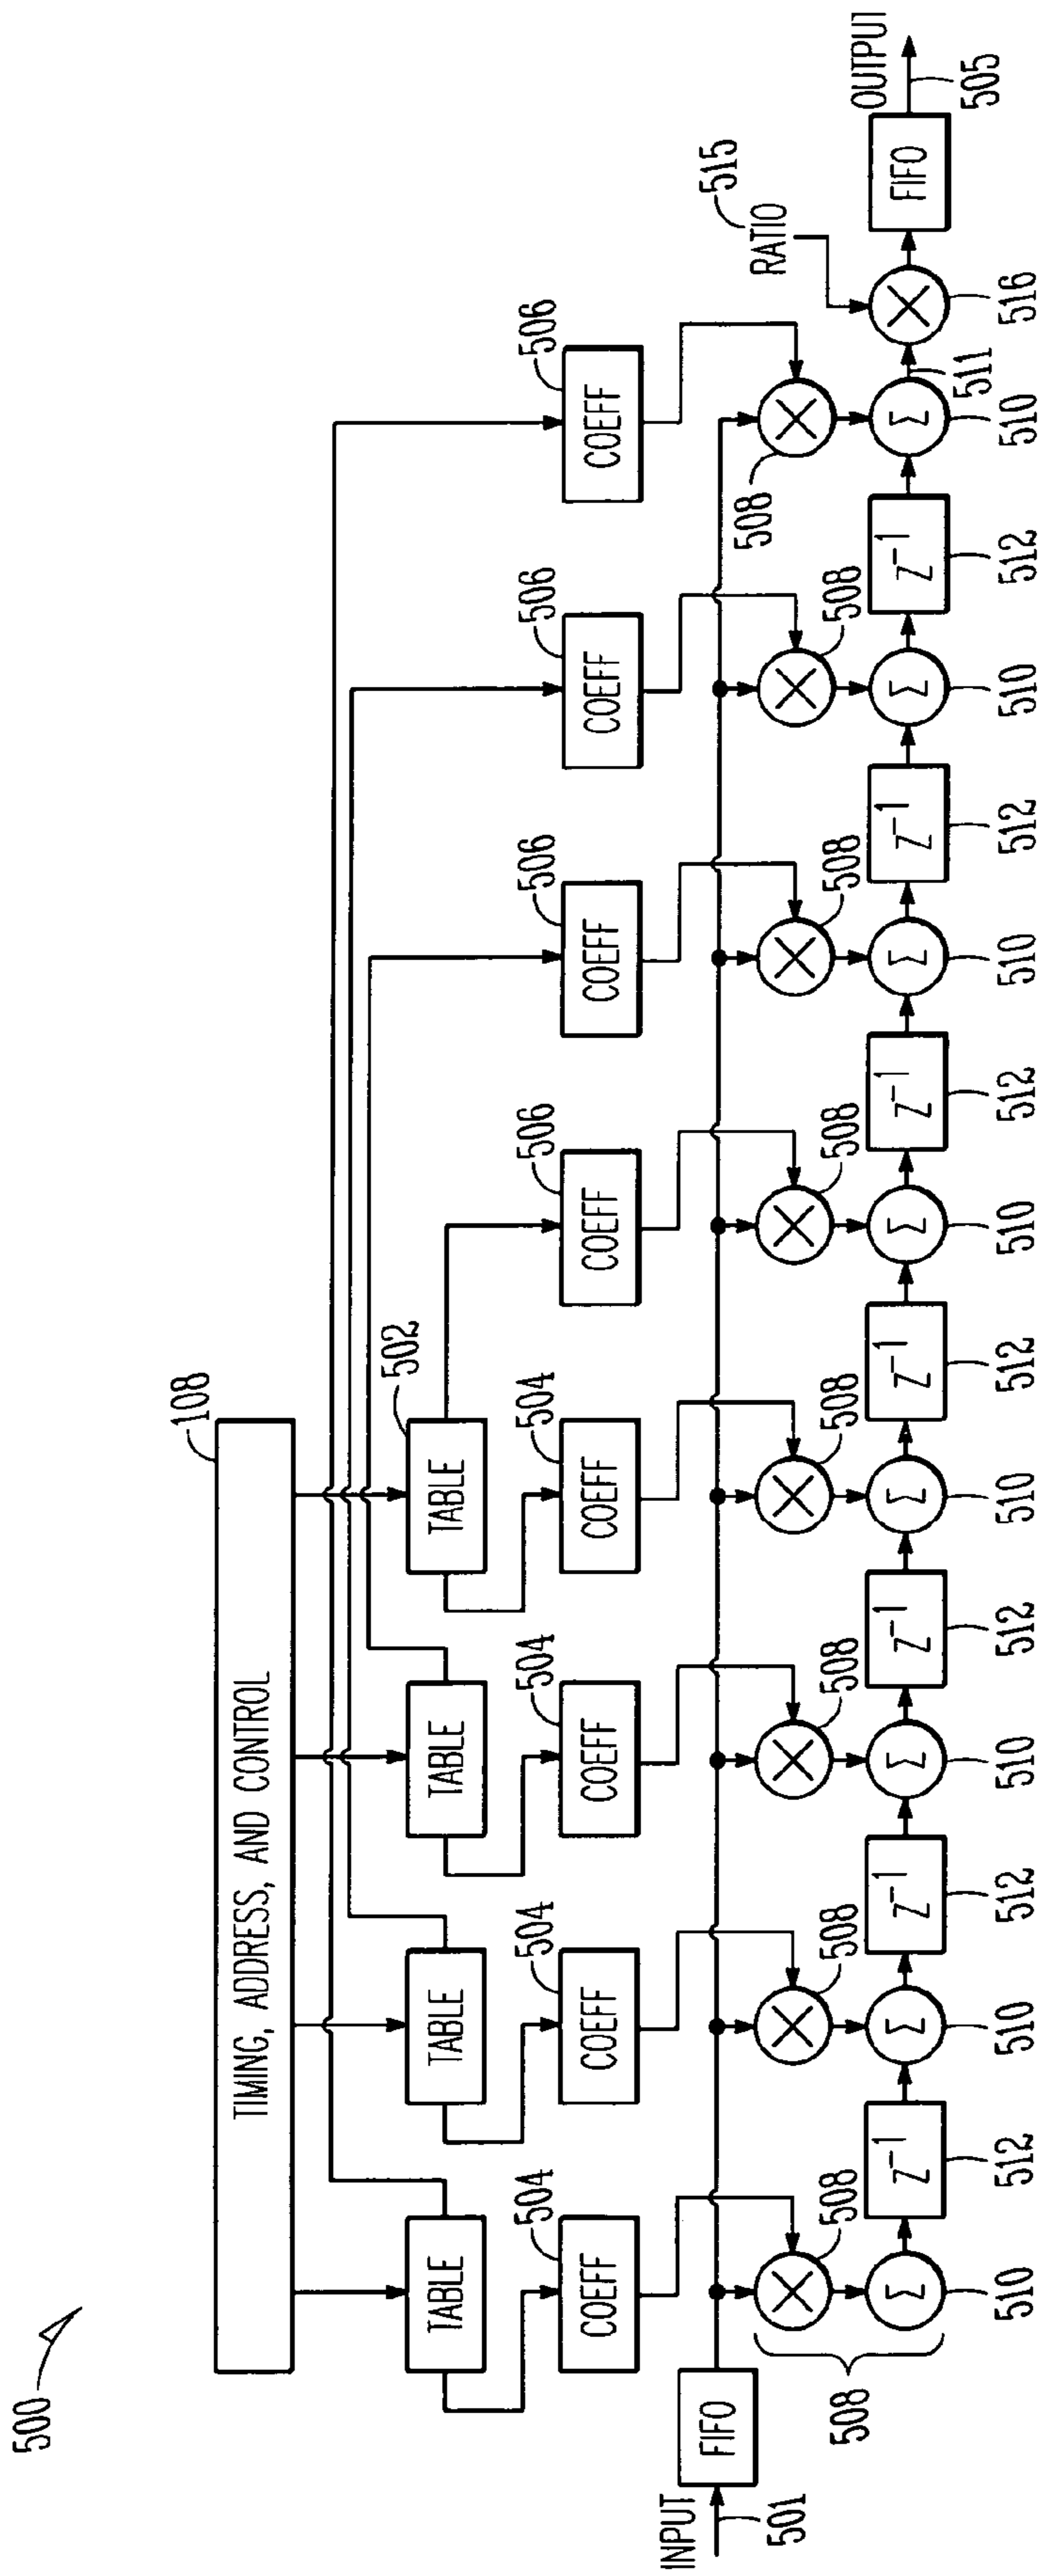 500
108
TIMING, ADDRESS, AND CONTROL
502
TABLE
TABLE
TABLE
TABLE
504
504
504
504
506
506
506
506
COEFF
COEFF
COEFF
COEFF
COEFF
COEFF
COEFF
COEFF
515
RATIO
INPUT
501
FIFO
508
508
508
508
508
508
508
508
508
Σ
Σ
Σ
Σ
Σ
Σ
Σ
Σ
Z⁻¹
Z⁻¹
Z⁻¹
Z⁻¹
Z⁻¹
Z⁻¹
Z⁻¹
FIFO
OUTPUT
505
510
512
510
512
510
512
510
512
510
512
510
512
510
512
510
511
516